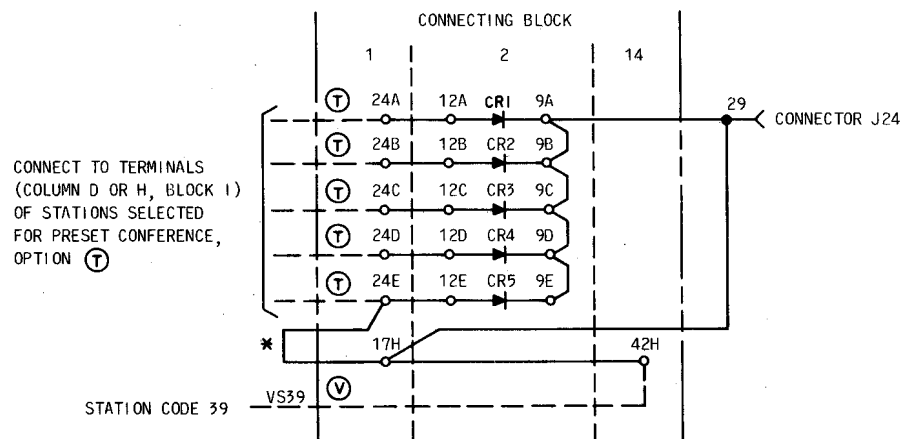 CONNECTING BLOCK
1 2 14
T 24A 12A CR1 9A 29
CONNECTOR J24
T 24B 12B CR2 9B
CONNECT TO TERMINALS
(COLUMN D OR H, BLOCK 1)
OF STATIONS SELECTED
FOR PRESET CONFERENCE,
OPTION T
T 24C 12C CR3 9C
T 24D 12D CR4 9D
T 24E 12E CR5 9E
* 17H 42H
V
STATION CODE 39 VS39